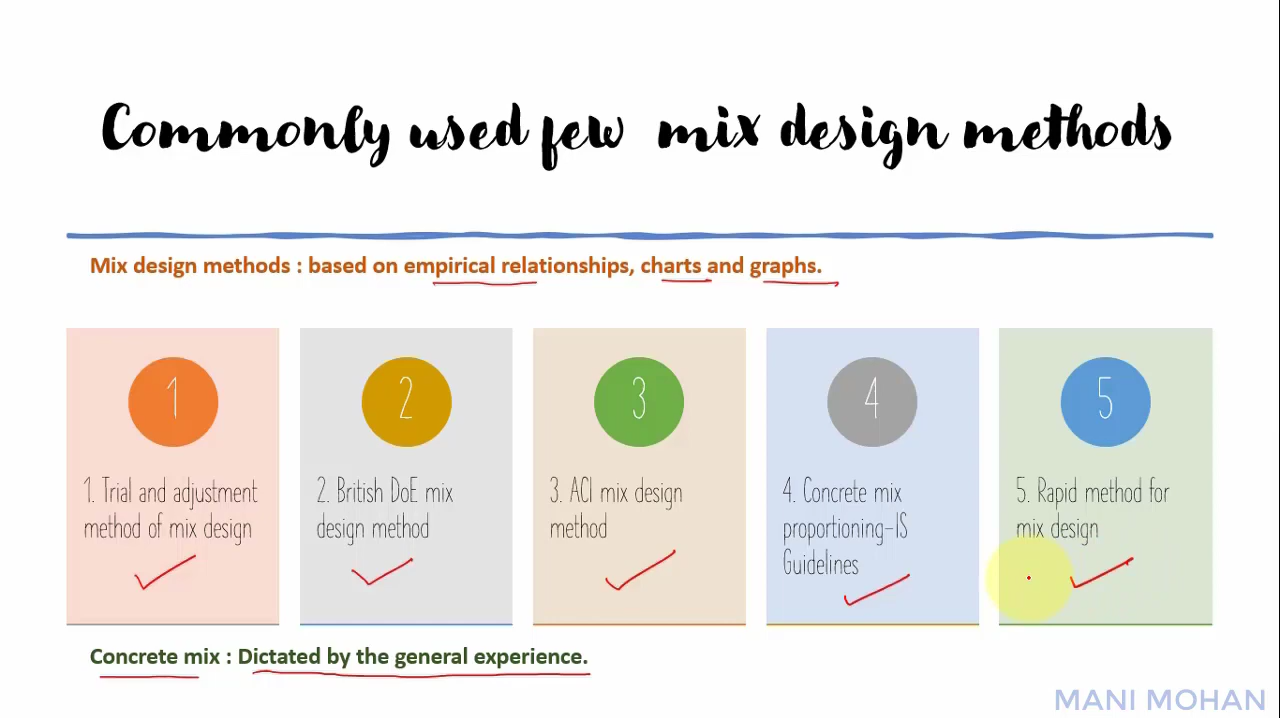 Commonly used few mix design methods
Mix design methods : based on empirical relationships, charts and graphs.
1
1. Trial and adjustment
method of mix design
2
2. British DoE mix
design method
3
3. ACI mix design
method
4
4. Concrete mix
proportioning-IS
Guidelines
5
5. Rapid method for
mix design
Concrete mix : Dictated by the general experience.
MANI MOHAN